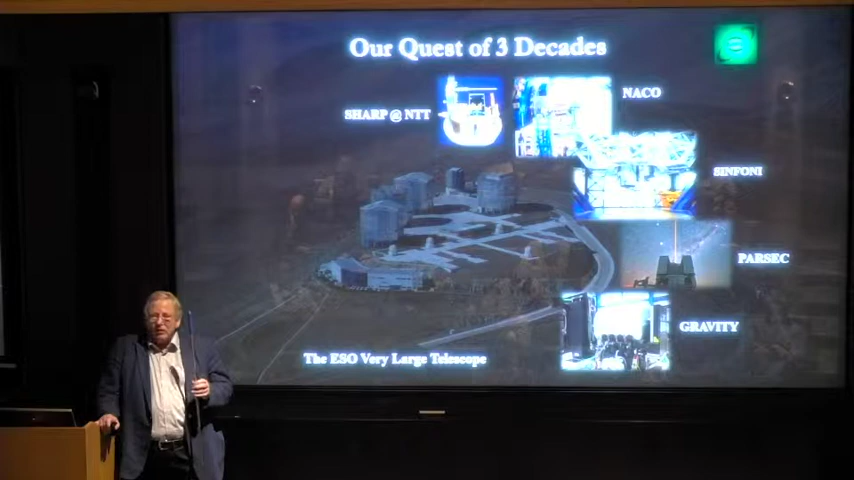 Our Quest of 3 Decades
NACO
SHARP @ NTT
SINFONI
PARSEC
GRAVITY
The ESO Very Large Telescope